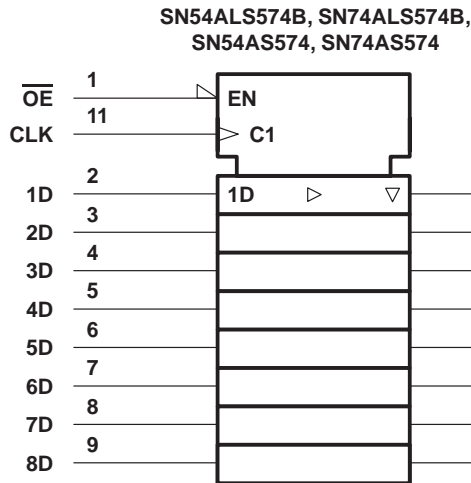 SN54ALS574B, SN74ALS574B,
SN54AS574, SN74AS574
OE 1 EN
CLK 11 C1
1D 2 1D
2D 3
3D 4
4D 5
5D 6
6D 7
7D 8
8D 9